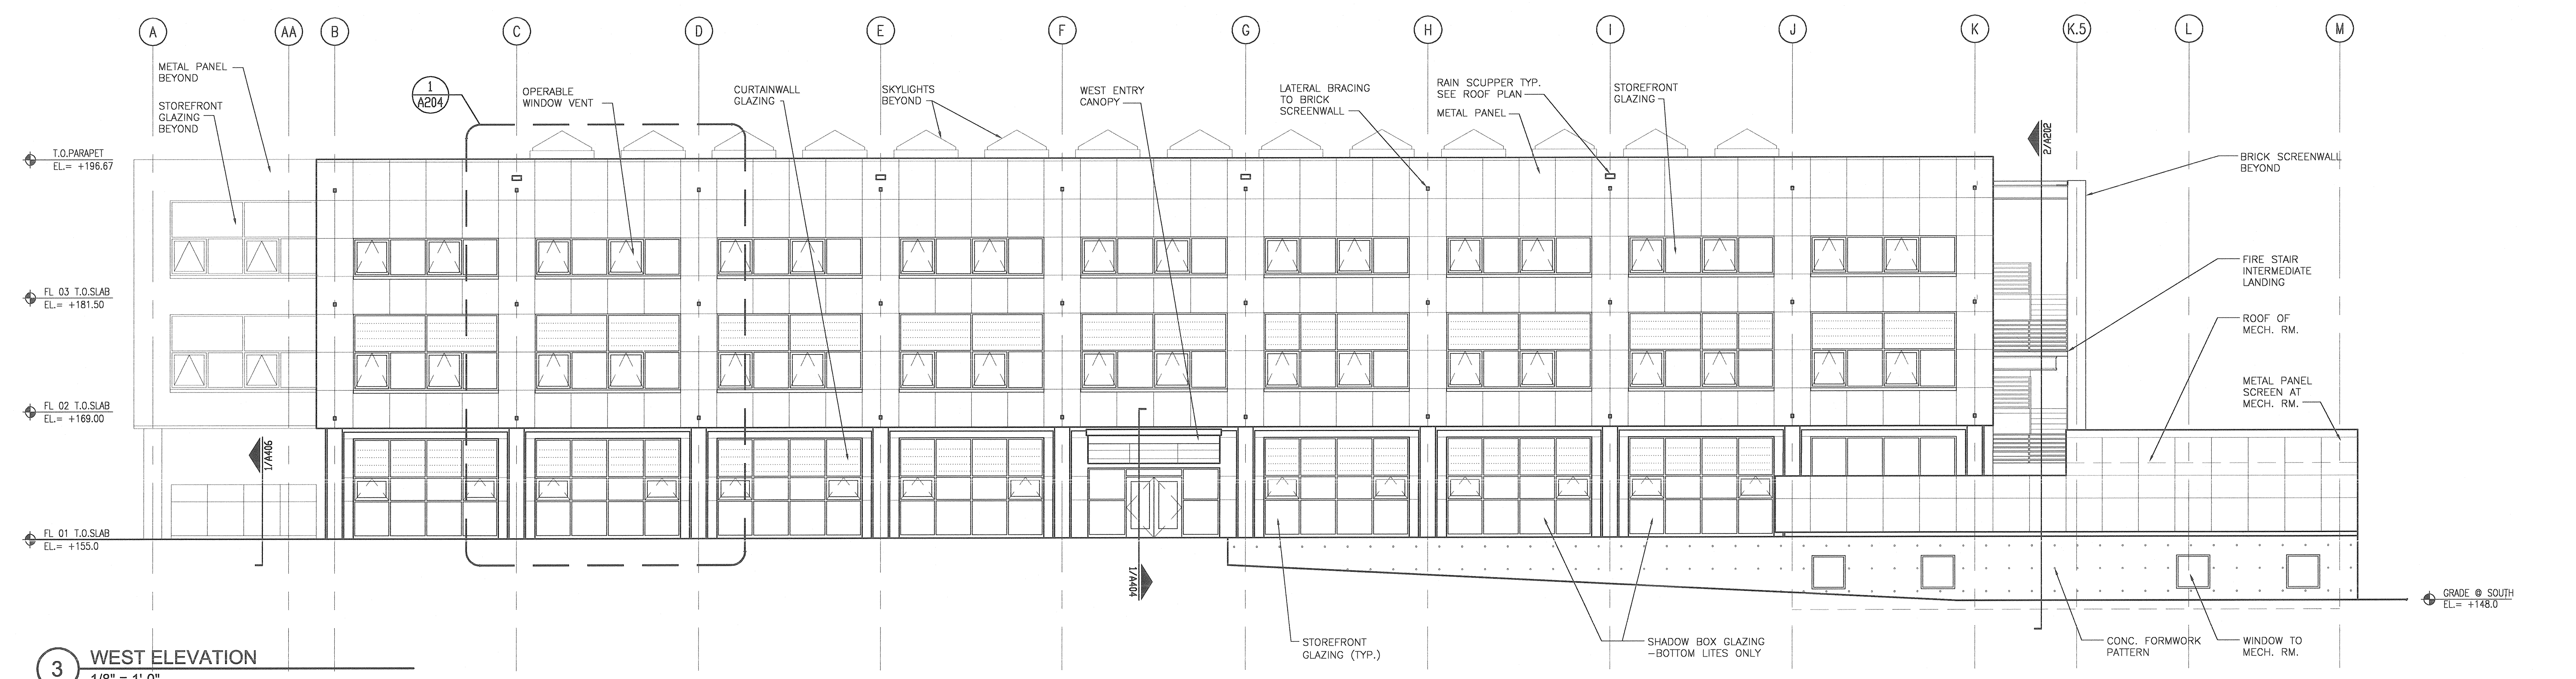 A
AA
B
C
D
E
F
G
H
I
J
K
K.5
L
M
METAL PANEL
BEYOND
STOREFRONT
GLAZING
BEYOND
1
A204
OPERABLE
WINDOW VENT
CURTAINWALL
GLAZING
SKYLIGHTS
BEYOND
WEST ENTRY
CANOPY
LATERAL BRACING
TO BRICK
SCREENWALL
RAIN SCUPPER TYP.
SEE ROOF PLAN
METAL PANEL
STOREFRONT
GLAZING
2/A202
BRICK SCREENWALL
BEYOND
FIRE STAIR
INTERMEDIATE
LANDING
ROOF OF
MECH. RM.
METAL PANEL
SCREEN AT
MECH. RM.
T.O.PARAPET
EL.= +196.67
FL 03 T.O.SLAB
EL.= +181.50
FL 02 T.O.SLAB
EL.= +169.00
1/A406
FL 01 T.O.SLAB
EL.= +155.0
1/A404
GRADE @ SOUTH
EL.= +148.0
STOREFRONT
GLAZING (TYP.)
SHADOW BOX GLAZING
-BOTTOM LITES ONLY
CONC. FORMWORK
PATTERN
WINDOW TO
MECH. RM.
3
WEST ELEVATION
1/8" = 1'-0"